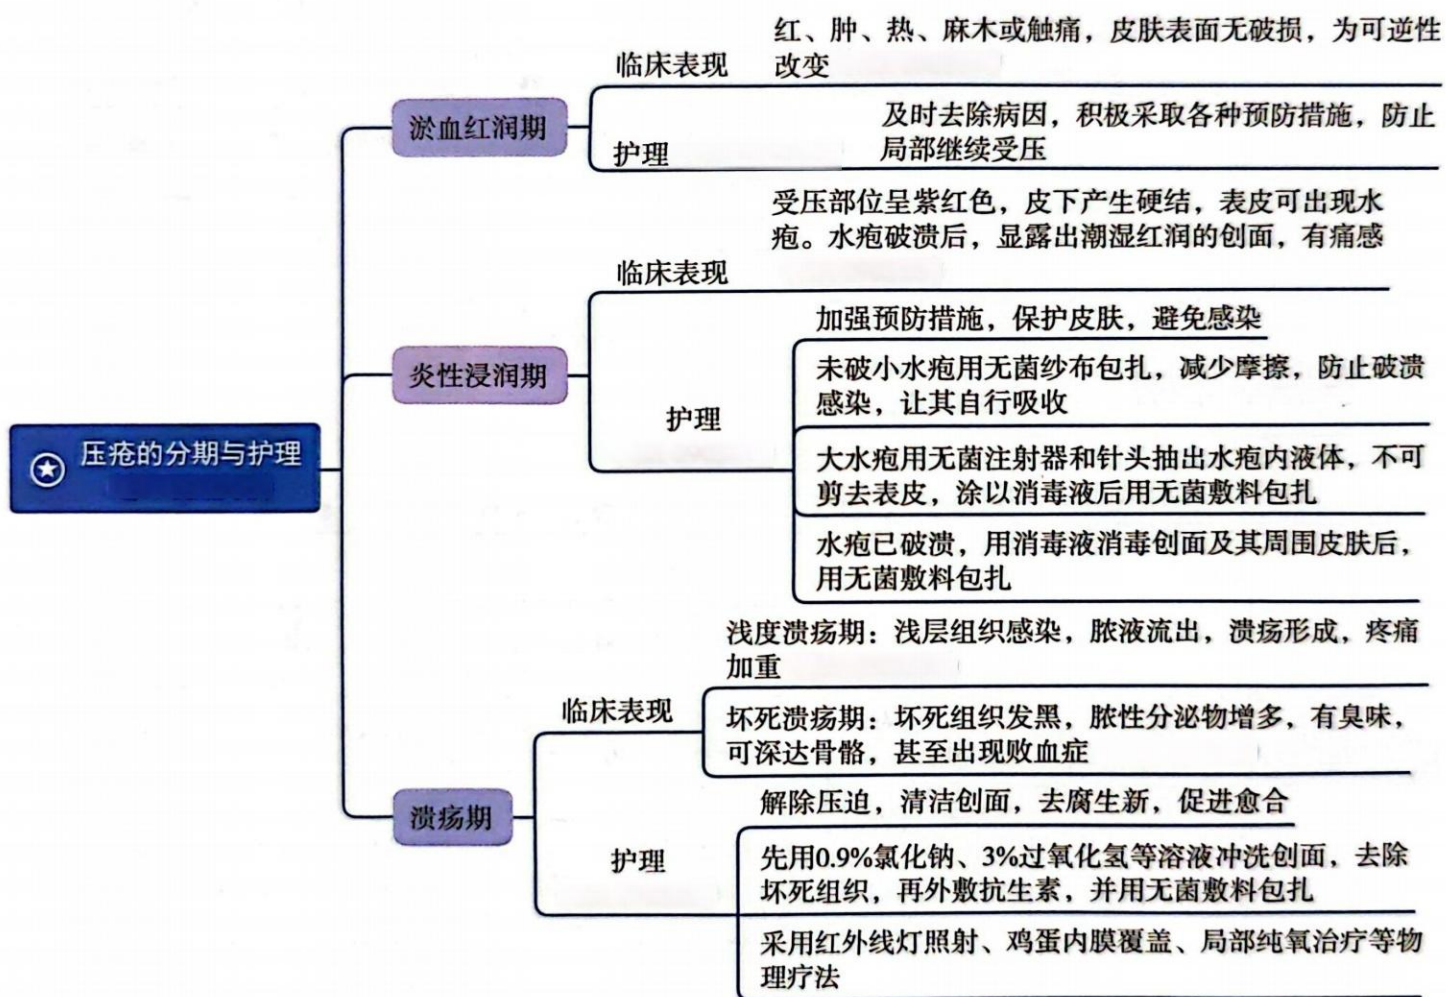 压疮的分期与护理
淤血红润期
临床表现
红、肿、热、麻木或触痛，皮肤表面无破损，为可逆性
改变
护理
及时去除病因，积极采取各种预防措施，防止
局部继续受压
炎性浸润期
临床表现
受压部位呈紫红色，皮下产生硬结，表皮可出现水
疱。水疱破溃后，显露出潮湿红润的创面，有痛感
护理
加强预防措施，保护皮肤，避免感染
未破小水疱用无菌纱布包扎，减少摩擦，防止破溃
感染，让其自行吸收
大水疱用无菌注射器和针头抽出水疱内液体，不可
剪去表皮，涂以消毒液后用无菌敷料包扎
水疱已破溃，用消毒液消毒创面及其周围皮肤后，
用无菌敷料包扎
溃疡期
临床表现
浅度溃疡期：浅层组织感染，脓液流出，溃疡形成，疼痛
加重
坏死溃疡期：坏死组织发黑，脓性分泌物增多，有臭味，
可深达骨骼，甚至出现败血症
护理
解除压迫，清洁创面，去腐生新，促进愈合
先用0.9%氯化钠、3%过氧化氢等溶液冲洗创面，去除
坏死组织，再外敷抗生素，并用无菌敷料包扎
采用红外线灯照射、鸡蛋内膜覆盖、局部纯氧治疗等物
理疗法